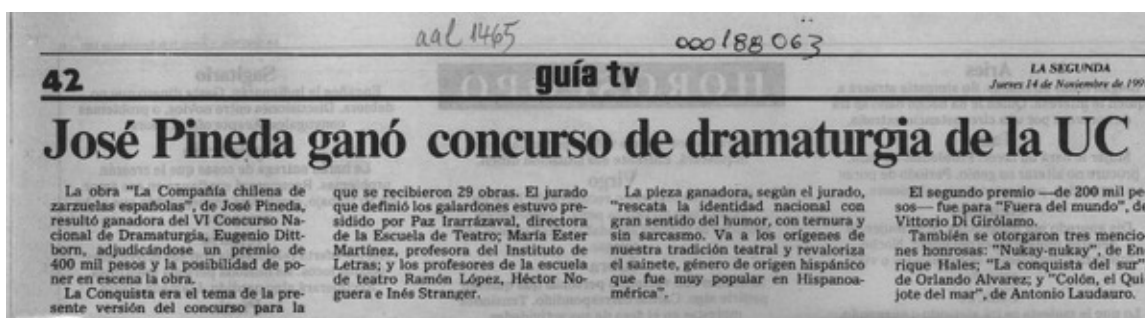 aal 1465
000188063
42
guía tv
LA SEGUNDA
Jueves 14 de Noviembre de 199
José Pineda ganó concurso de dramaturgia de la UC
La obra "La Compañía chilena de
zarzuelas españolas", de José Pineda,
resultó ganadora del VI Concurso Na-
cional de Dramaturgia, Eugenio Ditt-
born, adjudicándose un premio de
400 mil pesos y la posibilidad de po-
ner en escena la obra.
La Conquista era el tema de la pre-
sente versión del concurso para la
que se recibieron 29 obras. El jurado
que definió los galardones estuvo pre-
sidido por Paz Irarrázaval, directora
de la Escuela de Teatro; María Ester
Martínez, profesora del Instituto de
Letras; y los profesores de la escuela
de teatro Ramón López, Héctor No-
guera e Inés Stranger.
La pieza ganadora, según el jurado,
"rescata la identidad nacional con
gran sentido del humor, con ternura y
sin sarcasmo. Va a los orígenes de
nuestra tradición teatral y revaloriza
el sainete, género de origen hispánico
que fue muy popular en Hispanoa-
mérica".
El segundo premio —de 200 mil pe-
sos— fue para "Fuera del mundo", de
Vittorio Di Girólamo.
También se otorgaron tres mencio-
nes honrosas: "Nukay-nukay", de En-
rique Hales; "La conquista del sur"
de Orlando Alvarez; y "Colón, el Qui
jote del mar", de Antonio Laudauro.